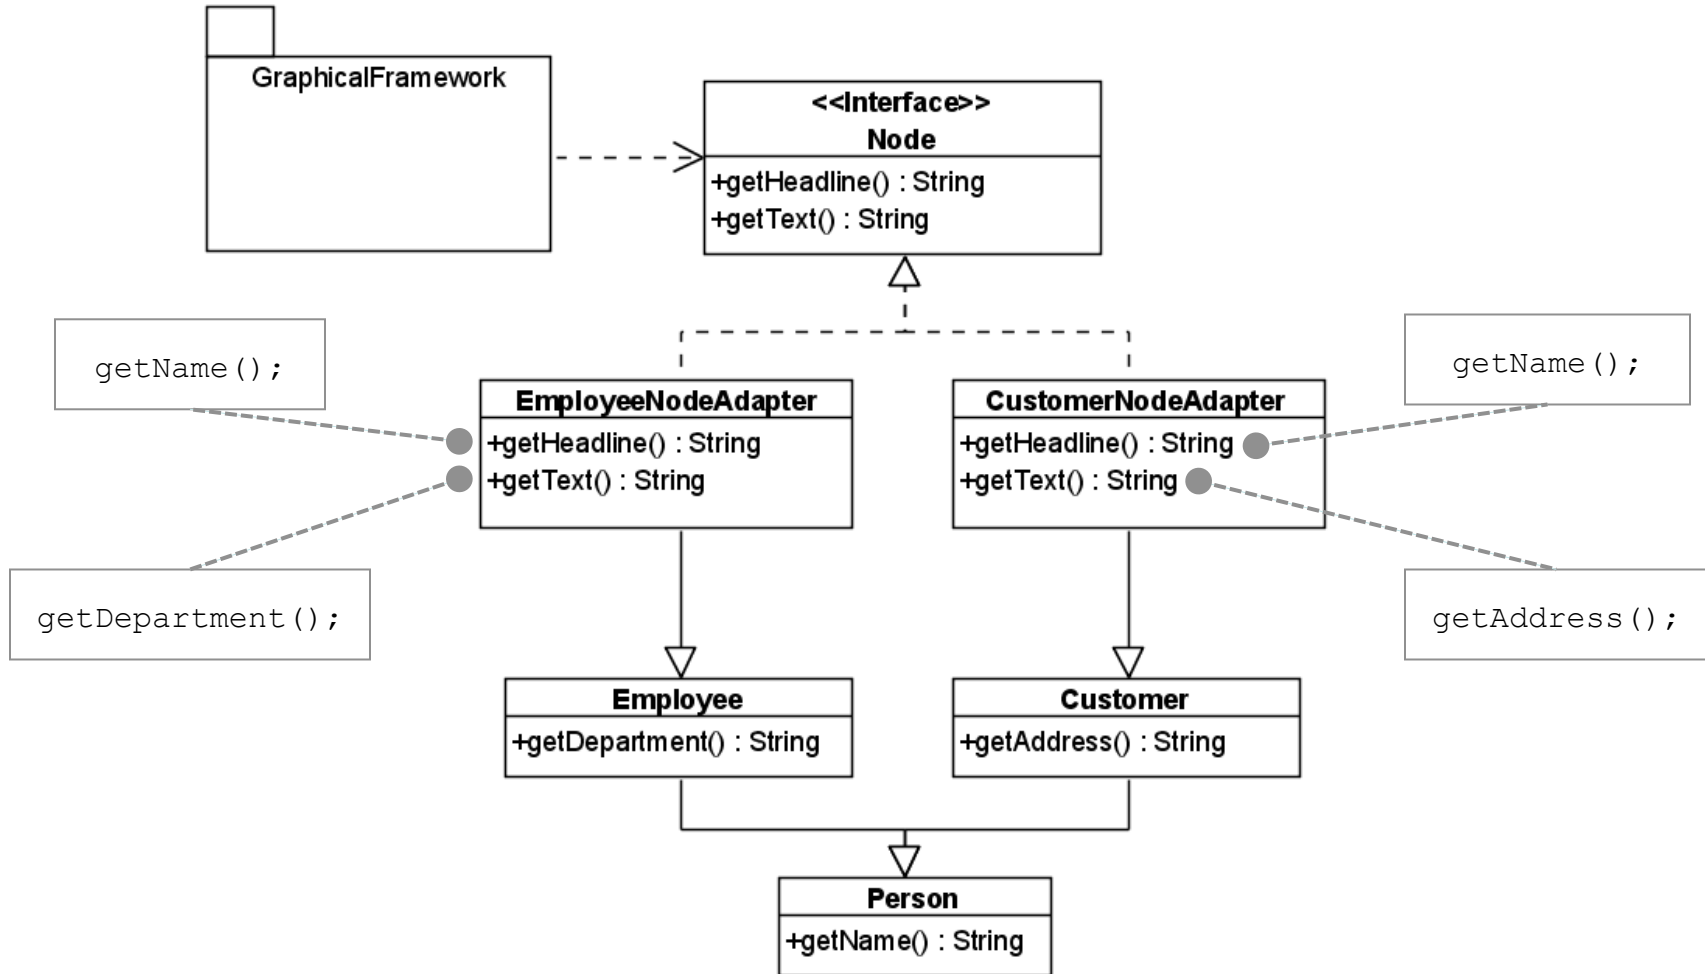 GraphicalFramework
<<Interface>>
Node
+getHeadline() : String
+getText() : String
getName();
getName();
EmployeeNodeAdapter
+getHeadline() : String
+getText() : String
CustomerNodeAdapter
+getHeadline() : String
+getText() : String
getDepartment();
getAddress();
Employee
+getDepartment() : String
Customer
+getAddress() : String
Person
+getName() : String